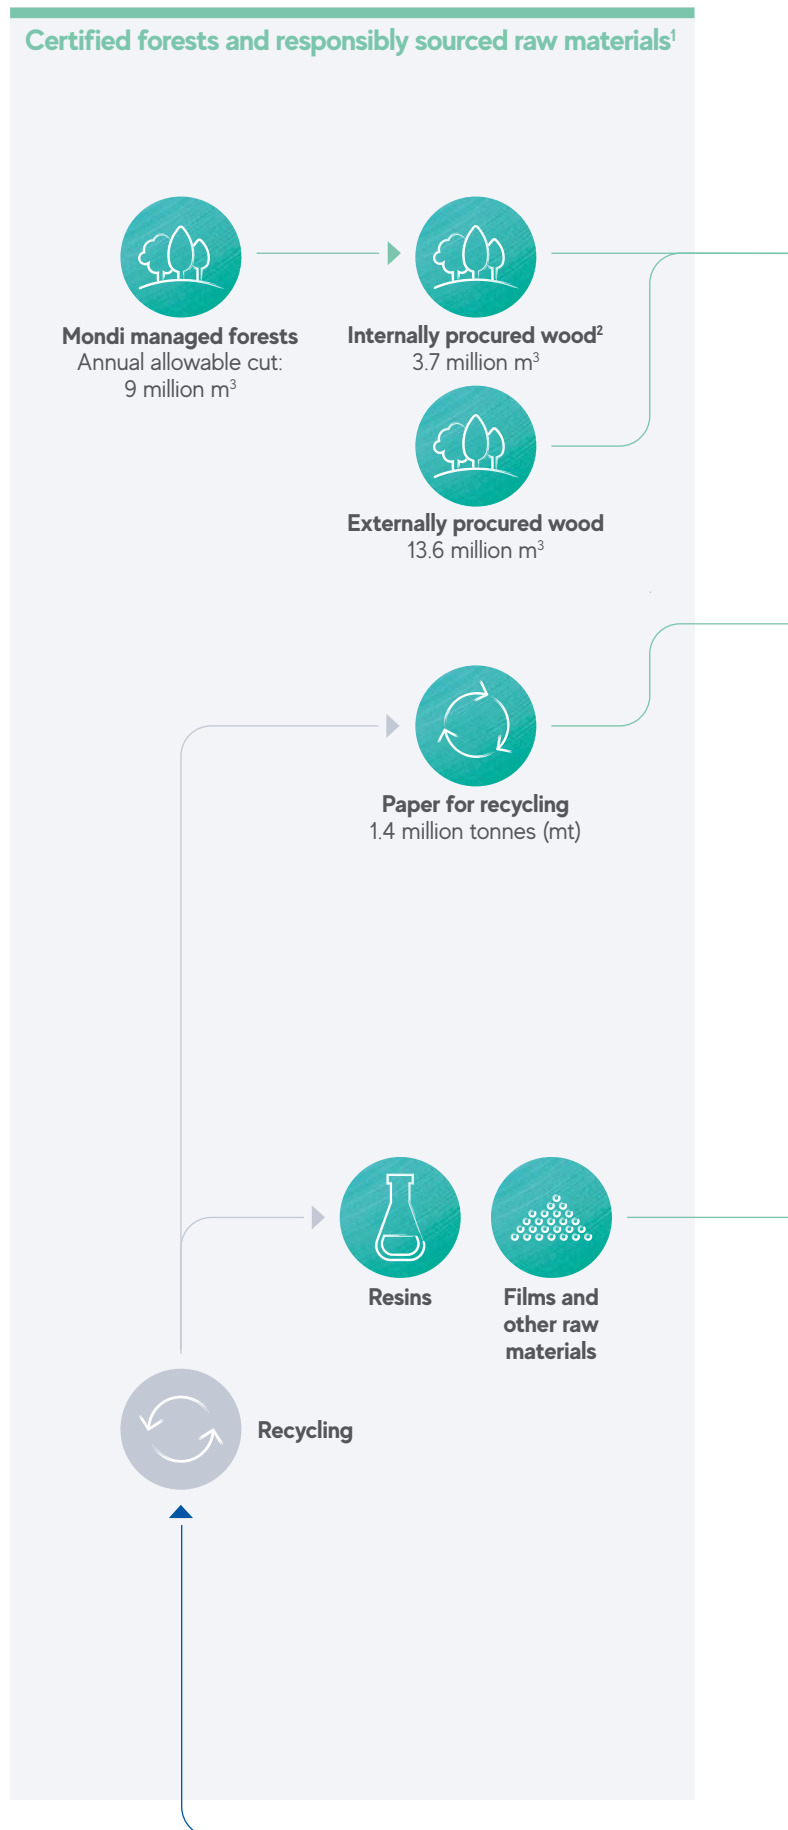 Certified forests and responsibly sourced raw materials¹
Mondi managed forests
Annual allowable cut:
9 million m³
Internally procured wood²
3.7 million m³
Externally procured wood
13.6 million m³
Paper for recycling
1.4 million tonnes (mt)
Resins
Films and
other raw
materials
Recycling